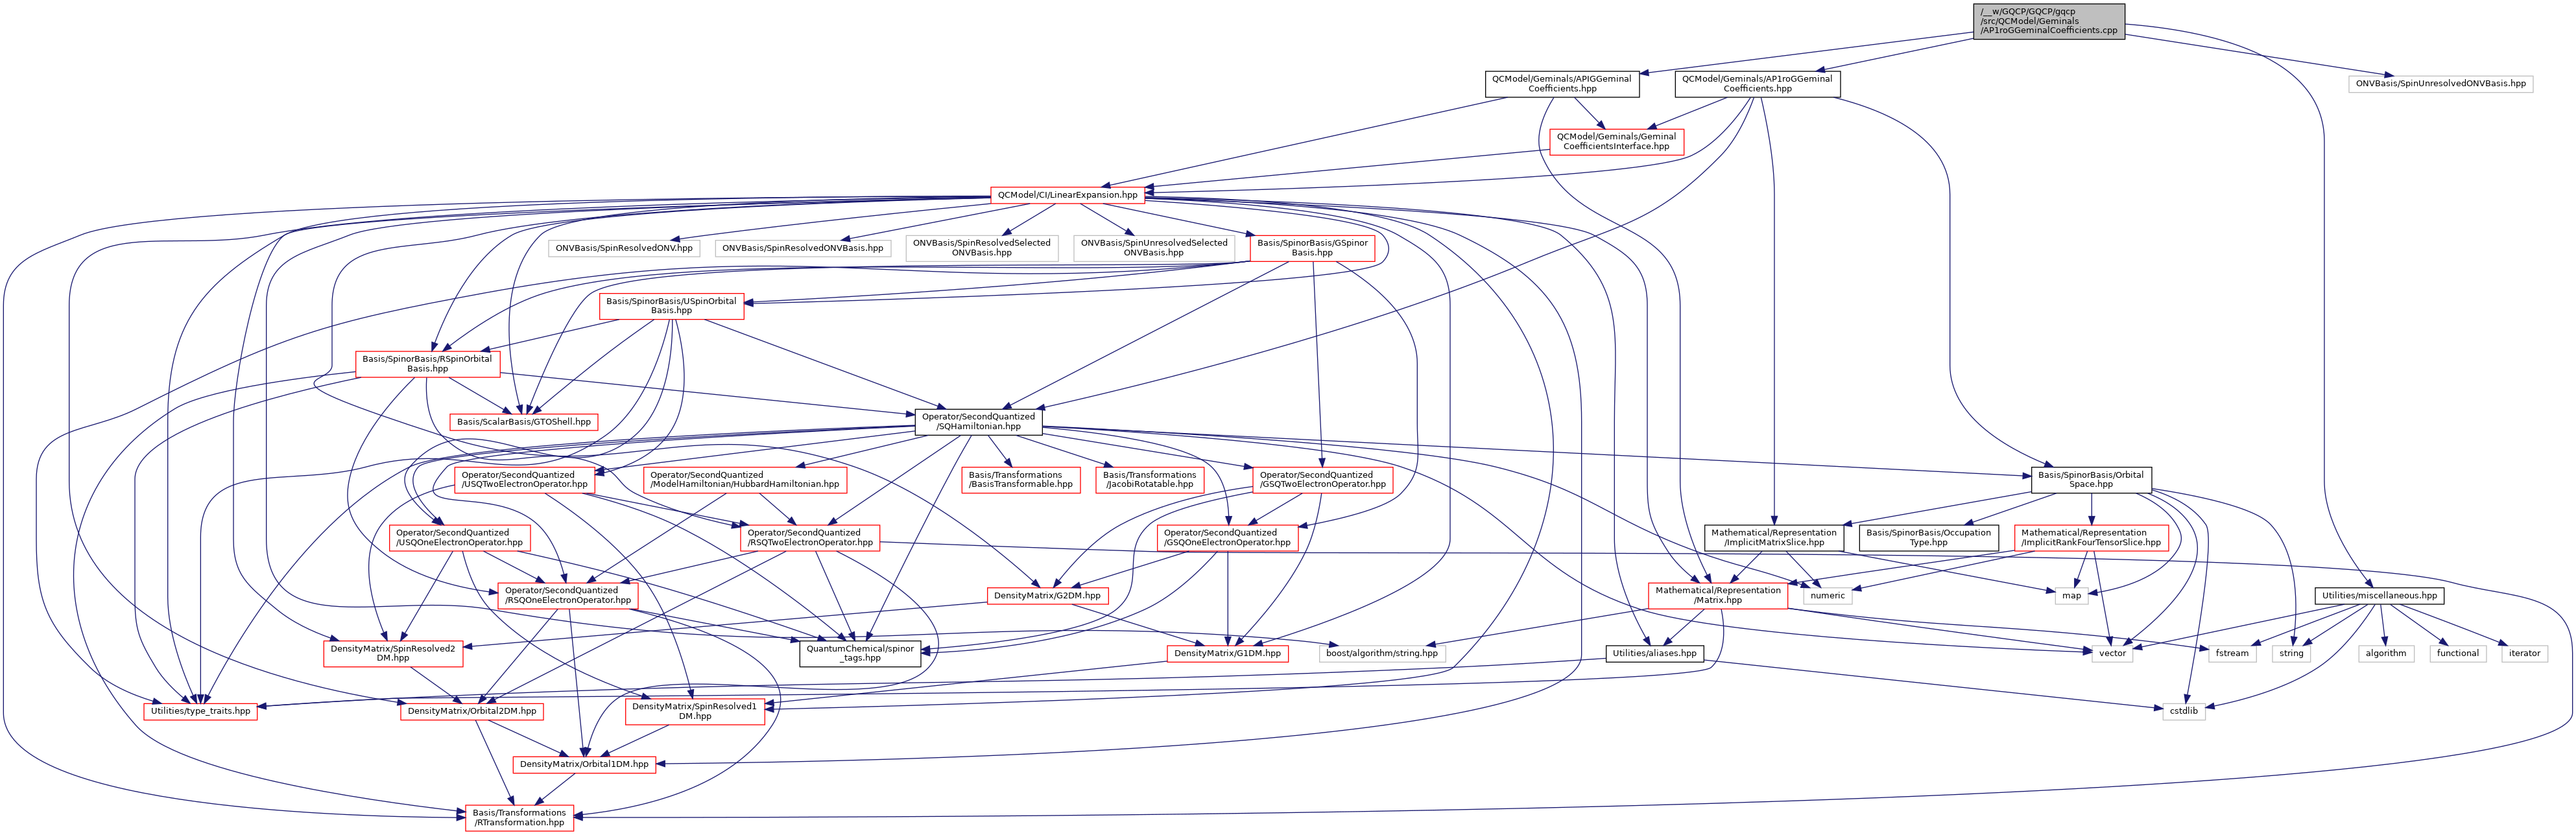 /__w/GQCP/GQCP/gqcp
/src/QCModel/Geminals
/AP1roGGeminalCoefficients.cpp
QCModel/Geminals/APIGGeminal
Coefficients.hpp
QCModel/Geminals/AP1roGGeminal
Coefficients.hpp
ONVBasis/SpinUnresolvedONVBasis.hpp
QCModel/Geminals/Geminal
CoefficientsInterface.hpp
QCModel/CI/LinearExpansion.hpp
ONVBasis/SpinResolvedONV.hpp
ONVBasis/SpinResolvedONVBasis.hpp
ONVBasis/SpinResolvedSelected
ONVBasis.hpp
ONVBasis/SpinUnresolvedSelected
ONVBasis.hpp
Basis/SpinorBasis/GSpinor
Basis.hpp
Basis/SpinorBasis/USpinOrbital
Basis.hpp
Basis/SpinorBasis/RSpinOrbital
Basis.hpp
Basis/ScalarBasis/GTOShell.hpp
Operator/SecondQuantized
/SQHamiltonian.hpp
Operator/SecondQuantized
/USQTwoElectronOperator.hpp
Operator/SecondQuantized
/ModelHamiltonian/HubbardHamiltonian.hpp
Basis/Transformations
/BasisTransformable.hpp
Basis/Transformations
/JacobiRotatable.hpp
Operator/SecondQuantized
/GSQTwoElectronOperator.hpp
Basis/SpinorBasis/Orbital
Space.hpp
Operator/SecondQuantized
/USQOneElectronOperator.hpp
Operator/SecondQuantized
/RSQTwoElectronOperator.hpp
Operator/SecondQuantized
/GSQOneElectronOperator.hpp
Mathematical/Representation
/ImplicitMatrixSlice.hpp
Basis/SpinorBasis/Occupation
Type.hpp
Mathematical/Representation
/ImplicitRankFourTensorSlice.hpp
Operator/SecondQuantized
/RSQOneElectronOperator.hpp
DensityMatrix/G2DM.hpp
Mathematical/Representation
/Matrix.hpp
numeric
map
Utilities/miscellaneous.hpp
DensityMatrix/SpinResolved2
DM.hpp
QuantumChemical/spinor
_tags.hpp
DensityMatrix/G1DM.hpp
boost/algorithm/string.hpp
Utilities/aliases.hpp
vector
fstream
string
algorithm
functional
iterator
Utilities/type_traits.hpp
DensityMatrix/Orbital2DM.hpp
DensityMatrix/SpinResolved1
DM.hpp
cstdlib
DensityMatrix/Orbital1DM.hpp
Basis/Transformations
/RTransformation.hpp